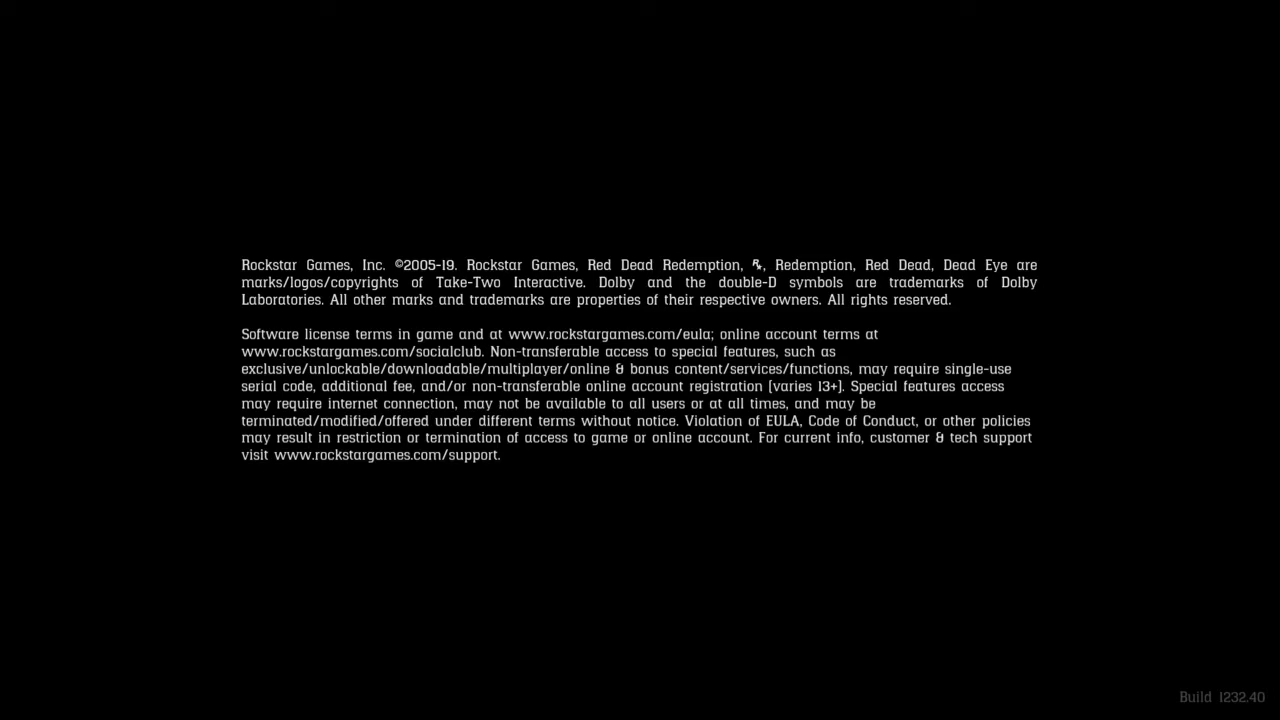 Rockstar Games, Inc. ©2005-19. Rockstar Games, Red Dead Redemption, R*, Redemption, Red Dead, Dead Eye are
marks/logos/copyrights of Take-Two Interactive. Dolby and the double-D symbols are trademarks of Dolby
Laboratories. All other marks and trademarks are properties of their respective owners. All rights reserved.
Software license terms in game and at www.rockstargames.com/eula; online account terms at
www.rockstargames.com/socialclub. Non-transferable access to special features, such as
exclusive/unlockable/downloadable/multiplayer/online & bonus content/services/functions, may require single-use
serial code, additional fee, and/or non-transferable online account registration [varies 13+]. Special features access
may require internet connection, may not be available to all users or at all times, and may be
terminated/modified/offered under different terms without notice. Violation of EULA, Code of Conduct, or other policies
may result in restriction or termination of access to game or online account. For current info, customer & tech support
visit www.rockstargames.com/support.
Build 1232.40